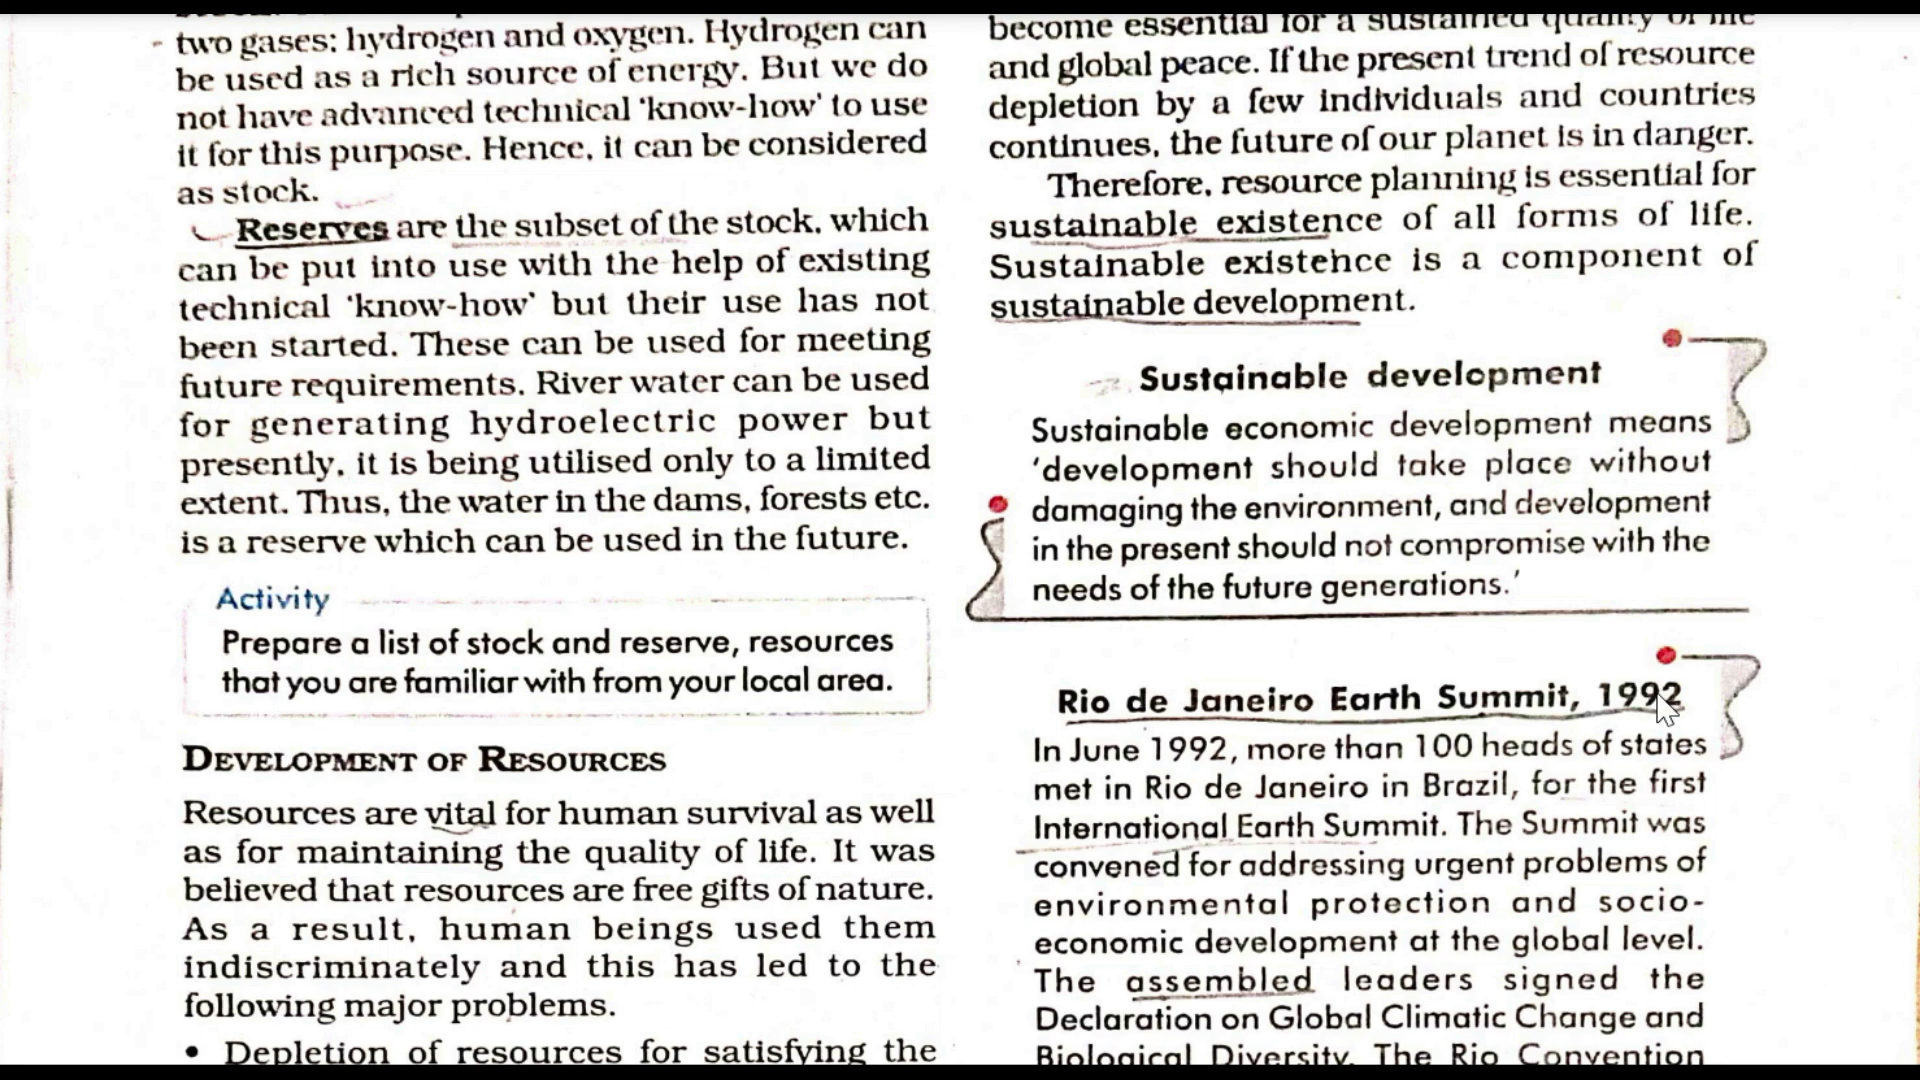 two gases; hydrogen and oxygen. Hydrogen can
be used as a rich source of energy. But we do
not have advanced technical 'know-how' to use
it for this purpose. Hence, it can be considered
as stock.
Reserves are the subset of the stock, which
can be put into use with the help of existing
technical 'know-how' but their use has not
been started. These can be used for meeting
future requirements. River water can be used
for generating hydroelectric power but
presently, it is being utilised only to a limited
extent. Thus, the water in the dams, forests etc.
is a reserve which can be used in the future.
Activity
Prepare a list of stock and reserve, resources
that you are familiar with from your local area.
DEVELOPMENT OF RESOURCES
Resources are vital for human survival as well
as for maintaining the quality of life. It was
believed that resources are free gifts of nature.
As a result, human beings used them
indiscriminately and this has led to the
following major problems.
• Depletion of resources for satisfying the
become essential for a sustained quality of life
and global peace. If the present trend of resource
depletion by a few individuals and countries
continues, the future of our planet is in danger.
Therefore, resource planning is essential for
sustainable existence of all forms of life.
Sustainable existence is a component of
sustainable development.
Sustainable development
Sustainable economic development means
'development should take place without
damaging the environment, and development
in the present should not compromise with the
needs of the future generations.'
Rio de Janeiro Earth Summit, 1992
In June 1992, more than 100 heads of states
met in Rio de Janeiro in Brazil, for the first
International Earth Summit. The Summit was
convened for addressing urgent problems of
environmental protection and socio-
economic development at the global level.
The assembled leaders signed the
Declaration on Global Climatic Change and
Biological Diversity. The Rio Convention